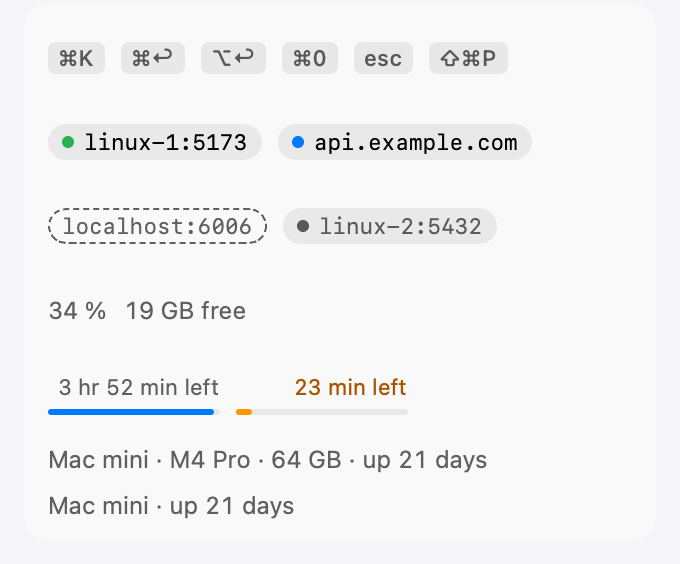 ⌘K ⌘↩ ⌥↩ ⌘0 esc ⇧⌘P
linux-1:5173 api.example.com
localhost:6006 linux-2:5432
34 % 19 GB free
3 hr 52 min left 23 min left
Mac mini · M4 Pro · 64 GB · up 21 days
Mac mini · up 21 days